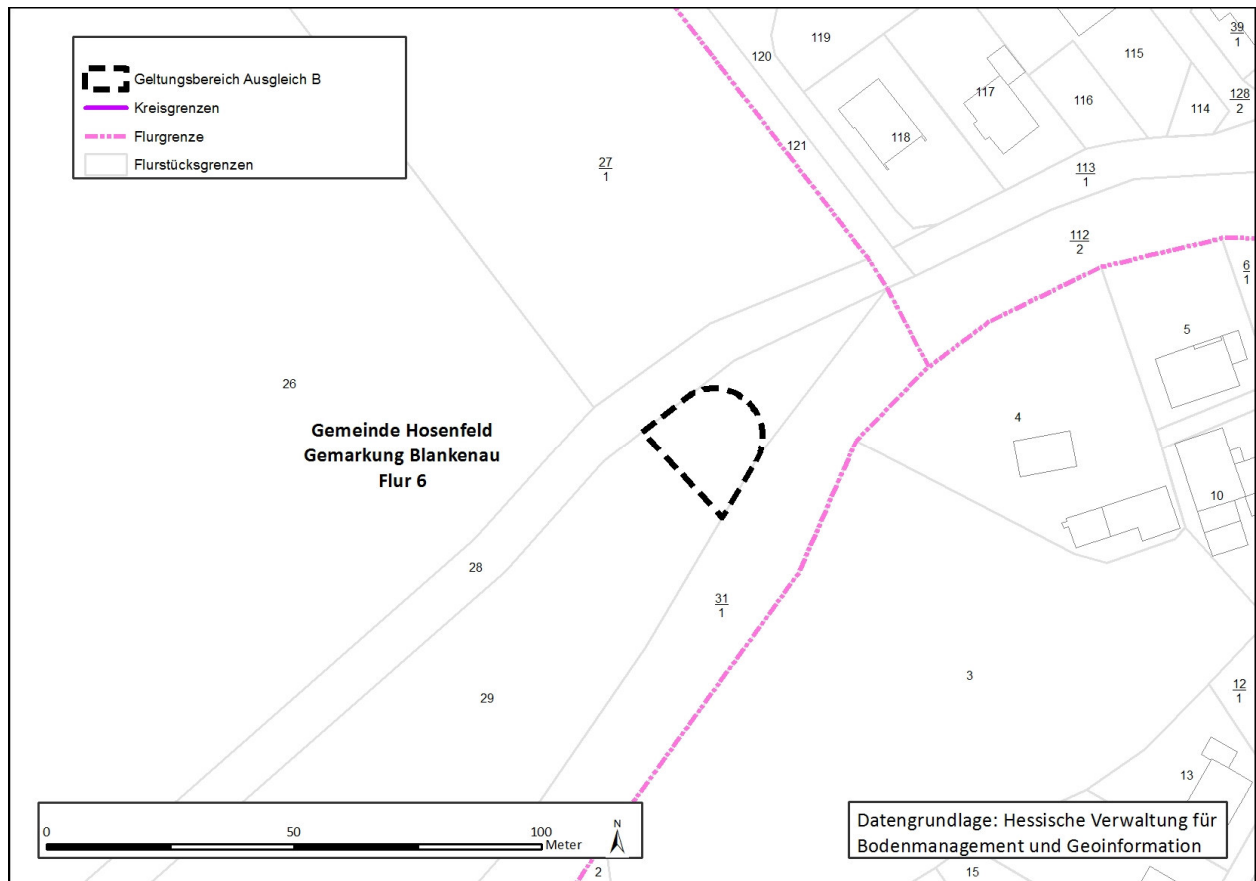 Geltungsbereich Ausgleich B
Kreisgrenzen
Flurgrenze
Flurstücksgrenzen
119
120
39
1
115
117
116
128
2
114
118
121
27
1
113
1
112
2
6
1
5
26
4
Gemeinde Hosenfeld
Gemarkung Blankenau
Flur 6
10
28
31
1
3
29
12
1
13
0 50 100
Meter
N
Datengrundlage: Hessische Verwaltung für
Bodenmanagement und Geoinformation
2
15